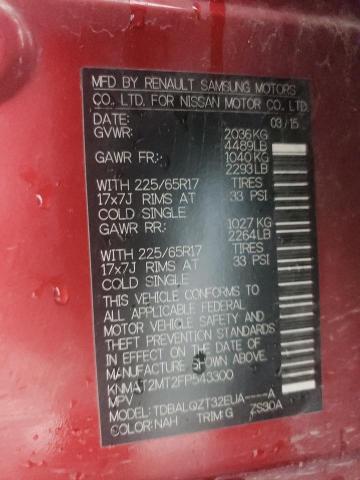 MFD BY RENAULT SAMSUNG MOTORS
CO., LTD. FOR NISSAN MOTOR CO., LTD.
DATE: 03/15
GVWR: 2036KG
4489LB
GAWR FR: 1040KG
2293LB
WITH 225/65R17 TIRES
17x7J RIMS AT 33 PSI
COLD SINGLE
GAWR RR: 1027KG
2264LB
WITH 225/65R17 TIRES
17x7J RIMS AT 33 PSI
COLD SINGLE
THIS VEHICLE CONFORMS TO
ALL APPLICABLE FEDERAL
MOTOR VEHICLE SAFETY AND
THEFT PREVENTION STANDARDS
IN EFFECT ON THE DATE OF
MANUFACTURE SHOWN ABOVE.
KNMAT2MT2FP543300
MPV
MODEL: TDBALQZT32EUA----A
COLOR:NAH TRIM:G ZS30A